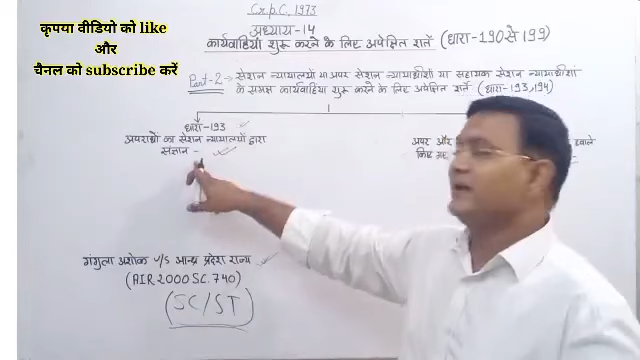 Cr.p.C. 1973
अध्याय-14
कार्यवाहियाँ शुरू करने के लिए अपेक्षित शर्तें (धारा-190 से 199)
कृपया वीडियो को like
और
चैनल को subscribe करें
Part-2 → सेशन न्यायालयों या अपर सेशन न्यायाधीशों या सहायक सेशन न्यायाधीशों
के समक्ष कार्यवाहियां शुरू करने के लिए अपेक्षित शर्तें (धारा-193,194)
धारा-193
अपराधों का सेशन न्यायालयों द्वारा
संज्ञान -
अपर और
हवाले
किए गए
गंगुला अशोक v/s आन्ध्र प्रदेश राज्य
(AIR 2000 SC. 740)
(SC/ST)